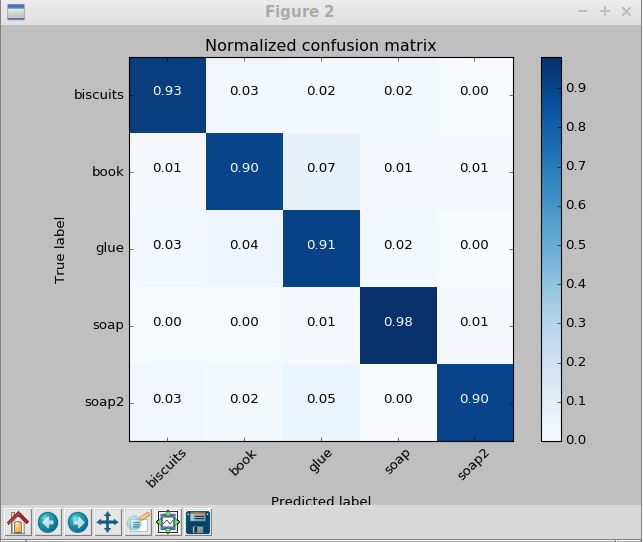 Figure 2
Normalized confusion matrix
biscuits 0.93 0.03 0.02 0.02 0.00
book 0.01 0.90 0.07 0.01 0.01
glue 0.03 0.04 0.91 0.02 0.00
soap 0.00 0.00 0.01 0.98 0.01
soap2 0.03 0.02 0.05 0.00 0.90
True label
biscuits book glue soap soap2
Predicted label
0.9
0.8
0.7
0.6
0.5
0.4
0.3
0.2
0.1
0.0